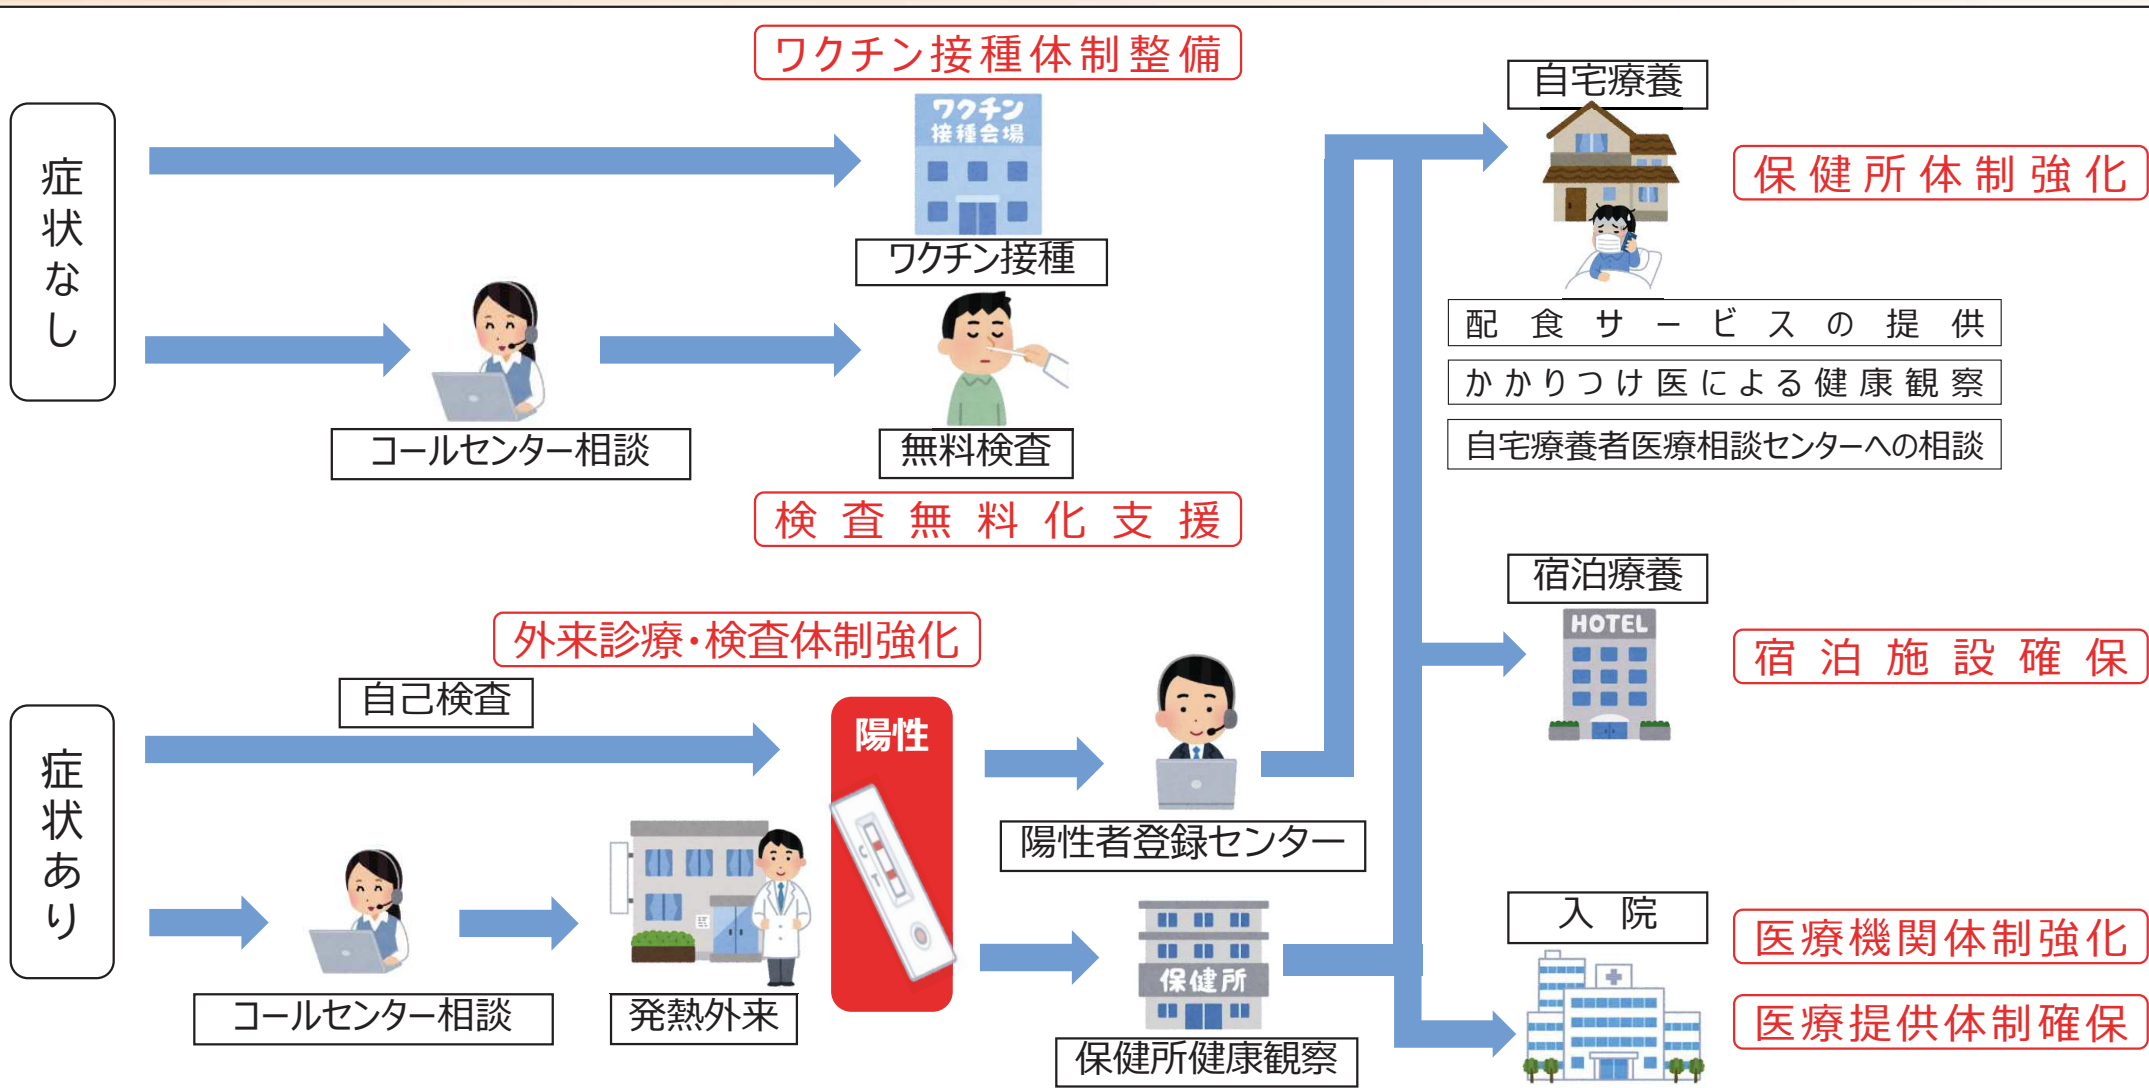 ワクチン接種体制整備
症状なし
ワクチン
接種会場
ワクチン接種
コールセンター相談
無料検査
検査無料化支援
自宅療養
保健所体制強化
配食サービスの提供
かかりつけ医による健康観察
自宅療養者医療相談センターへの相談
宿泊療養
HOTEL
宿泊施設確保
外来診療・検査体制強化
症状あり
自己検査
陽性
C
T
陽性者登録センター
コールセンター相談
発熱外来
保健所
保健所健康観察
入院
医療機関体制強化
医療提供体制確保